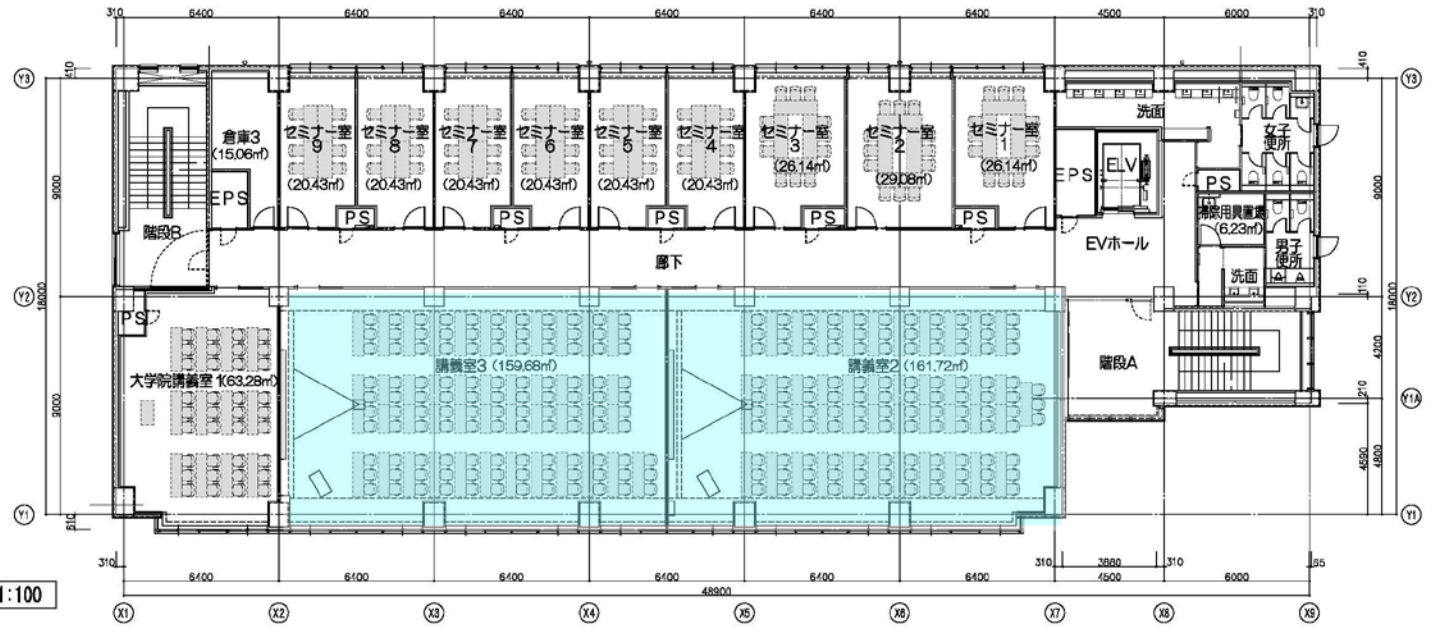 310 6400 6400 6400 6400 6400 6400 4500 6000 310
Y3 410 410 Y3
倉庫3
(15.06㎡)
EPS
階段B
セミナー室
9
(20.43㎡)
セミナー室
8
(20.43㎡)
PS
セミナー室
7
(20.43㎡)
セミナー室
6
(20.43㎡)
PS
セミナー室
5
(20.43㎡)
セミナー室
4
(20.43㎡)
PS
セミナー室
3
(26.14㎡)
セミナー室
2
(29.08㎡)
PS
セミナー室
1
(26.14㎡)
PS
洗面
EPS
ELV
女子
便所
PS
掃除用具置場
(6.23㎡)
男子
便所
洗面
EVホール
廊下
9000 9000
Y2 18000 110 18000 Y2
PS
大学院講義室1(63.28㎡)
講義室3 (159.68㎡)
講義室2 (161.72㎡)
階段A
9000 4200
210 Y1A
4590 4800
Y1 510 Y1
310 6400 6400 6400 6400 6400 6400 310 3880 310 4500 6000 65
48900
1:100
X1 X2 X3 X4 X5 X6 X7 X8 X9